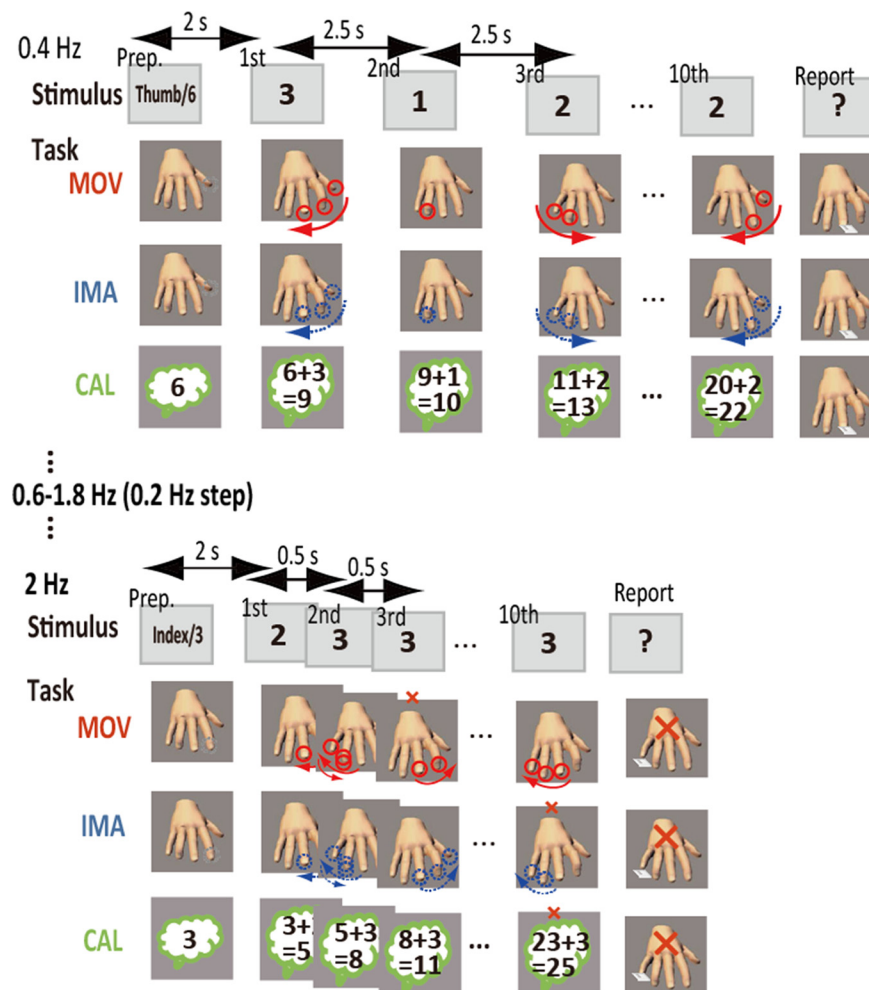 2 s
2.5 s
2.5 s
0.4 Hz
Prep.
1st
2nd
3rd
10th
Report
Stimulus
Thumb/6
3
1
2
...
2
?
Task
MOV
...
IMA
...
CAL
6
6+3
=9
9+1
=10
11+2
=13
...
20+2
=22
0.6-1.8 Hz (0.2 Hz step)
2 s
0.5 s
0.5 s
2 Hz
Prep.
1st
2nd
3rd
10th
Report
Stimulus
Index/3
2
3
3
...
3
?
Task
MOV
...
IMA
...
CAL
3
3+
=5
5+3
=8
8+3
=11
...
23+3
=25